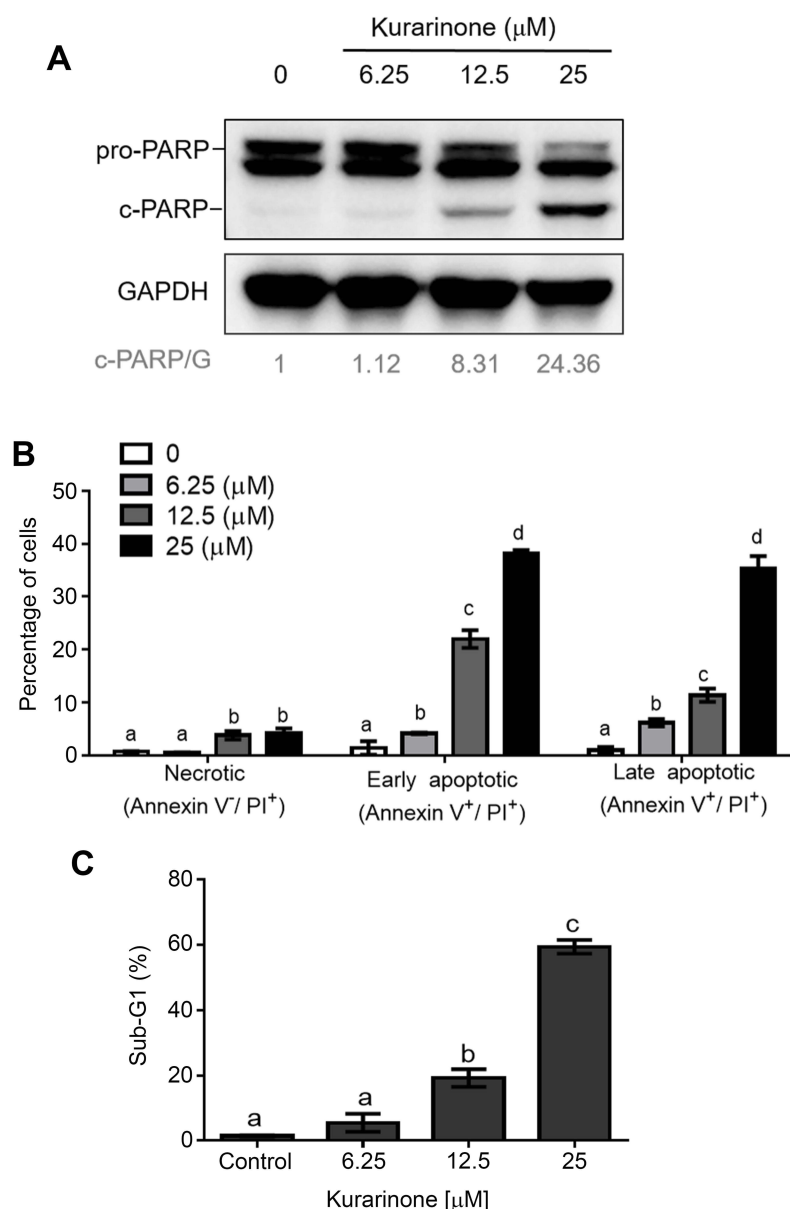 A
Kurarinone (μM)
0 6.25 12.5 25
pro-PARP
c-PARP
GAPDH
c-PARP/G 1 1.12 8.31 24.36
B
0
6.25 (μM)
12.5 (μM)
25 (μM)
Percentage of cells
50
40
30
20
10
0
a a b b
a b c d
a b c d
Necrotic
(Annexin V⁻/ PI⁺)
Early apoptotic
(Annexin V⁺/ PI⁺)
Late apoptotic
(Annexin V⁺/ PI⁺)
C
Sub-G1 (%)
80
60
40
20
0
a a b c
Control 6.25 12.5 25
Kurarinone [μM]